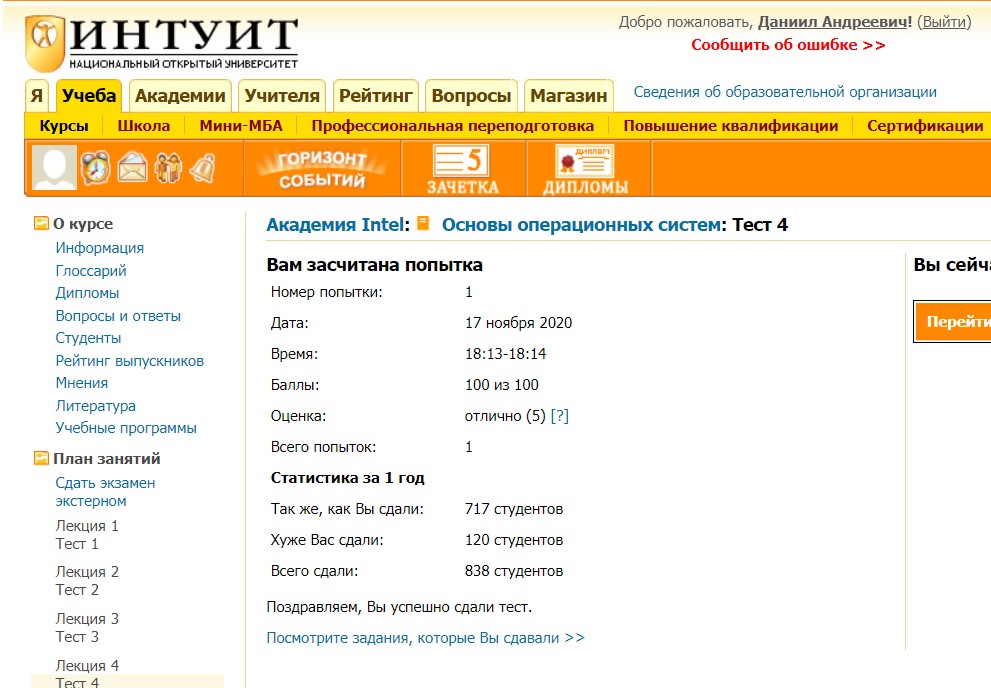 Добро пожаловать, Даниил Андреевич! (Выйти)
Сообщить об ошибке >>
ИНТУИТ
НАЦИОНАЛЬНЫЙ ОТКРЫТЫЙ УНИВЕРСИТЕТ
Я Учеба Академии Учителя Рейтинг Вопросы Магазин Сведения об образовательной организации
Курсы Школа Мини-МБА Профессиональная переподготовка Повышение квалификации Сертификации
ГОРИЗОНТ
СОБЫТИЙ
5
ЗАЧЕТКА
ДИПЛОМ
ДИПЛОМЫ
О курсе
Информация
Глоссарий
Дипломы
Вопросы и ответы
Студенты
Рейтинг выпускников
Мнения
Литература
Учебные программы
План занятий
Сдать экзамен
экстерном
Лекция 1
Тест 1
Лекция 2
Тест 2
Лекция 3
Тест 3
Лекция 4
Тест 4
Академия Intel: Основы операционных систем: Тест 4
Вам засчитана попытка
Номер попытки: 1
Дата: 17 ноября 2020
Время: 18:13-18:14
Баллы: 100 из 100
Оценка: отлично (5) [?]
Всего попыток: 1
Статистика за 1 год
Так же, как Вы сдали: 717 студентов
Хуже Вас сдали: 120 студентов
Всего сдали: 838 студентов
Поздравляем, Вы успешно сдали тест.
Посмотрите задания, которые Вы сдавали >>
Вы сейч
Перейти